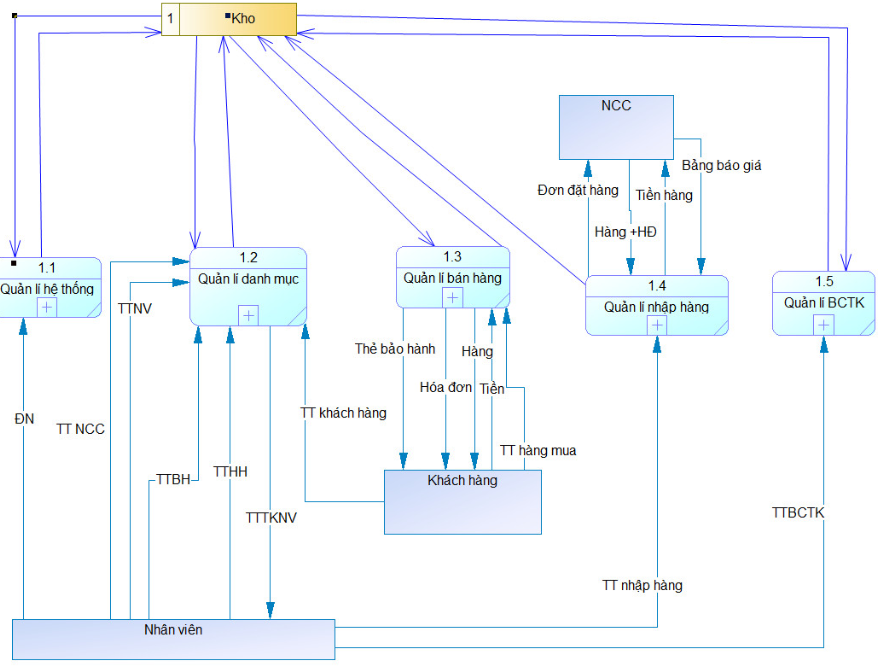 1 Kho
NCC
Bảng báo giá
Đơn đặt hàng
Tiền hàng
Hàng +HĐ
1.1
Quản lí hệ thống
1.2
Quản lí danh mục
1.3
Quản lí bán hàng
1.4
Quản lí nhập hàng
1.5
Quản lí BCTK
TTNV
Thẻ bảo hành
Hàng
Hóa đơn
Tiền
TT khách hàng
ĐN
TT NCC
TT hàng mua
TTBH
TTHH
Khách hàng
TTTKNV
TTBCTK
TT nhập hàng
Nhân viên